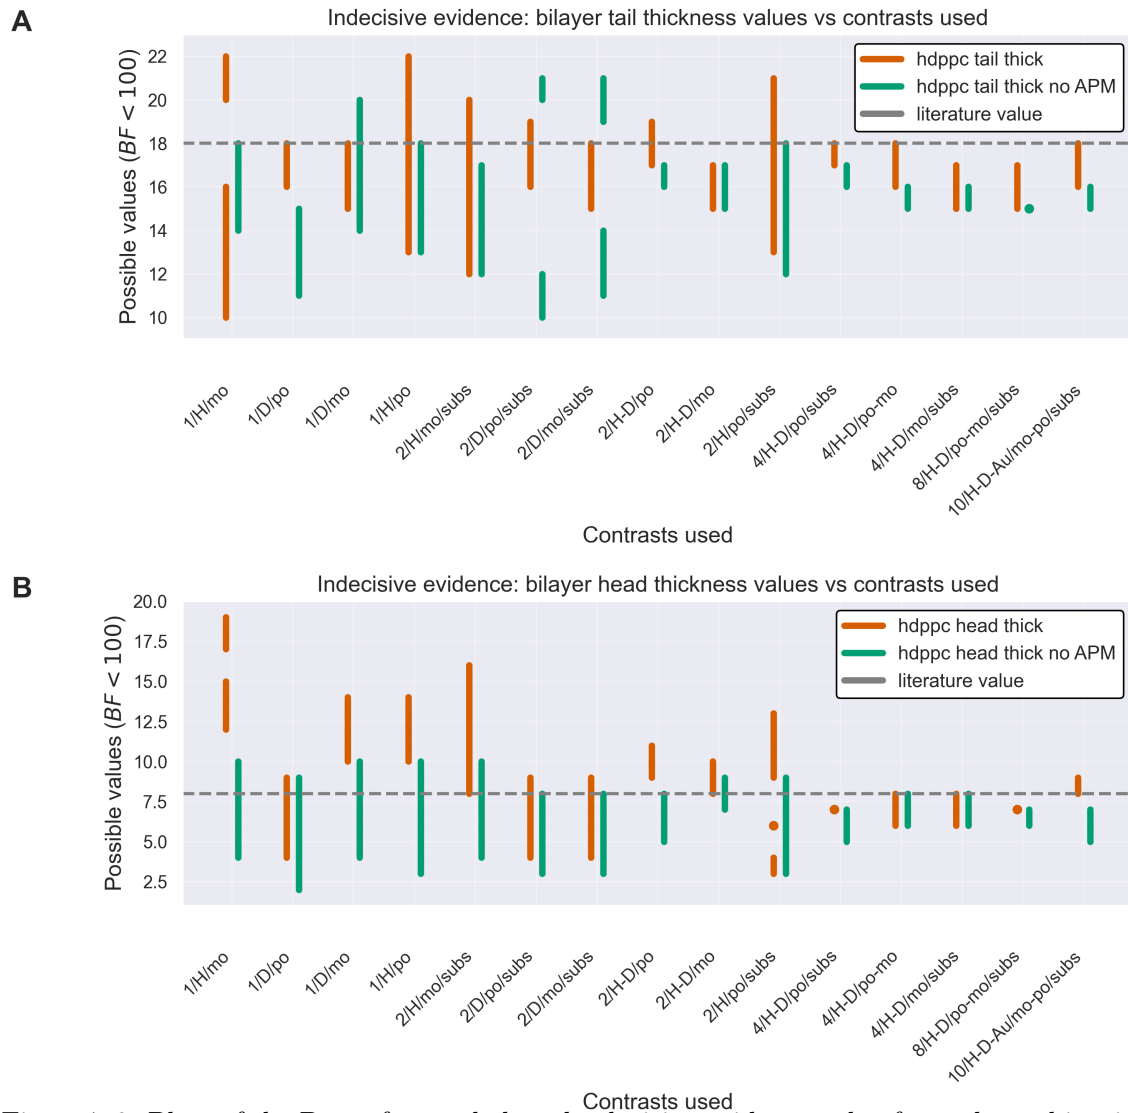 A
Indecisive evidence: bilayer tail thickness values vs contrasts used
Possible values (BF < 100)
22
20
18
16
14
12
10
hdppc tail thick
hdppc tail thick no APM
literature value
1/H/mo
1/D/po
1/D/mo
1/H/po
2/H/mo/subs
2/D/po/subs
2/D/mo/subs
2/H-D/po
2/H-D/mo
2/H/po/subs
4/H-D/po/subs
4/H-D/po-mo
4/H-D/mo/subs
8/H-D/po-mo/subs
10/H-D-Au/mo-po/subs
Contrasts used
B
Indecisive evidence: bilayer head thickness values vs contrasts used
Possible values (BF < 100)
20.0
17.5
15.0
12.5
10.0
7.5
5.0
2.5
hdppc head thick
hdppc head thick no APM
literature value
1/H/mo
1/D/po
1/D/mo
1/H/po
2/H/mo/subs
2/D/po/subs
2/D/mo/subs
2/H-D/po
2/H-D/mo
2/H/po/subs
4/H-D/po/subs
4/H-D/po-mo
4/H-D/mo/subs
8/H-D/po-mo/subs
10/H-D-Au/mo-po/subs
Contrasts used